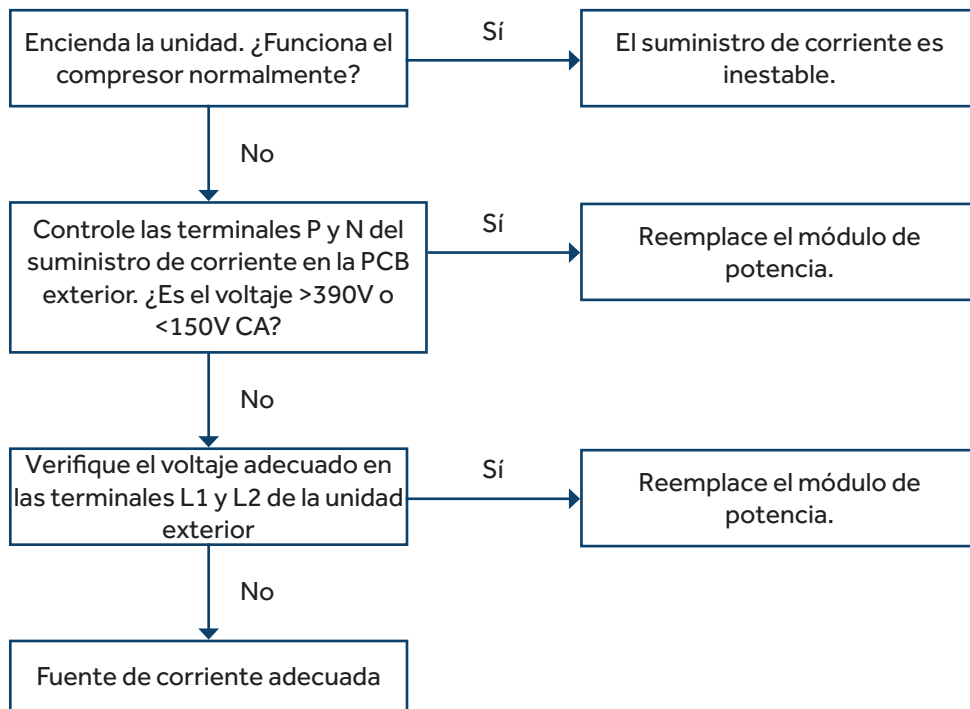 Encienda la unidad. ¿Funciona el
compresor normalmente?
Sí
El suministro de corriente es
inestable.
No
Controle las terminales P y N del
suministro de corriente en la PCB
exterior. ¿Es el voltaje >390V o
<150V CA?
Sí
Reemplace el módulo de
potencia.
No
Verifique el voltaje adecuado en
las terminales L1 y L2 de la unidad
exterior
Sí
Reemplace el módulo de
potencia.
No
Fuente de corriente adecuada